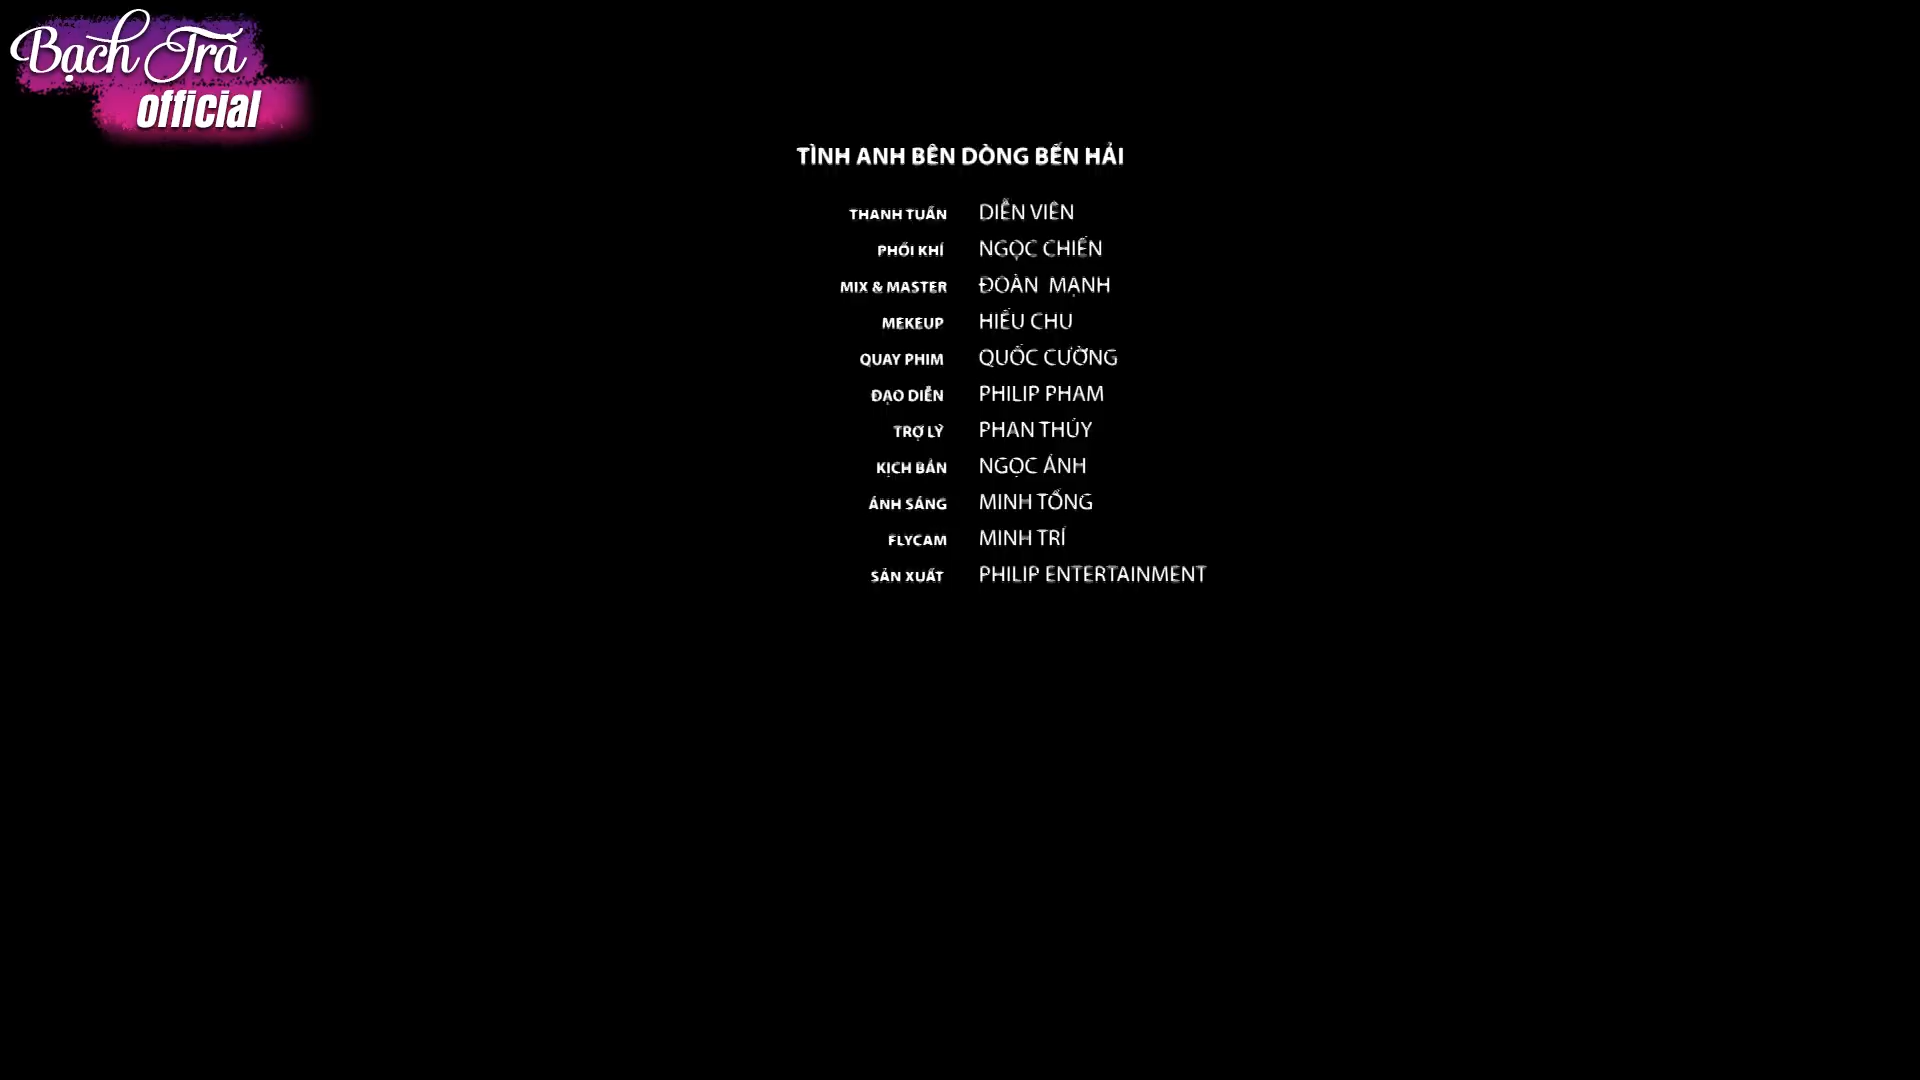 Bạch Trà
official
TÌNH ANH BÊN DÒNG BẾN HẢI
THANH TUẤN DIỄN VIÊN
PHỐI KHÍ NGỌC CHIẾN
MIX & MASTER ĐOÀN MẠNH
MEKEUP HIẾU CHU
QUAY PHIM QUỐC CƯỜNG
ĐẠO DIỄN PHILIP PHAM
TRỢ LÝ PHAN THÚY
KỊCH BẢN NGỌC ÁNH
ÁNH SÁNG MINH TỐNG
FLYCAM MINH TRÍ
SẢN XUẤT PHILIP ENTERTAINMENT